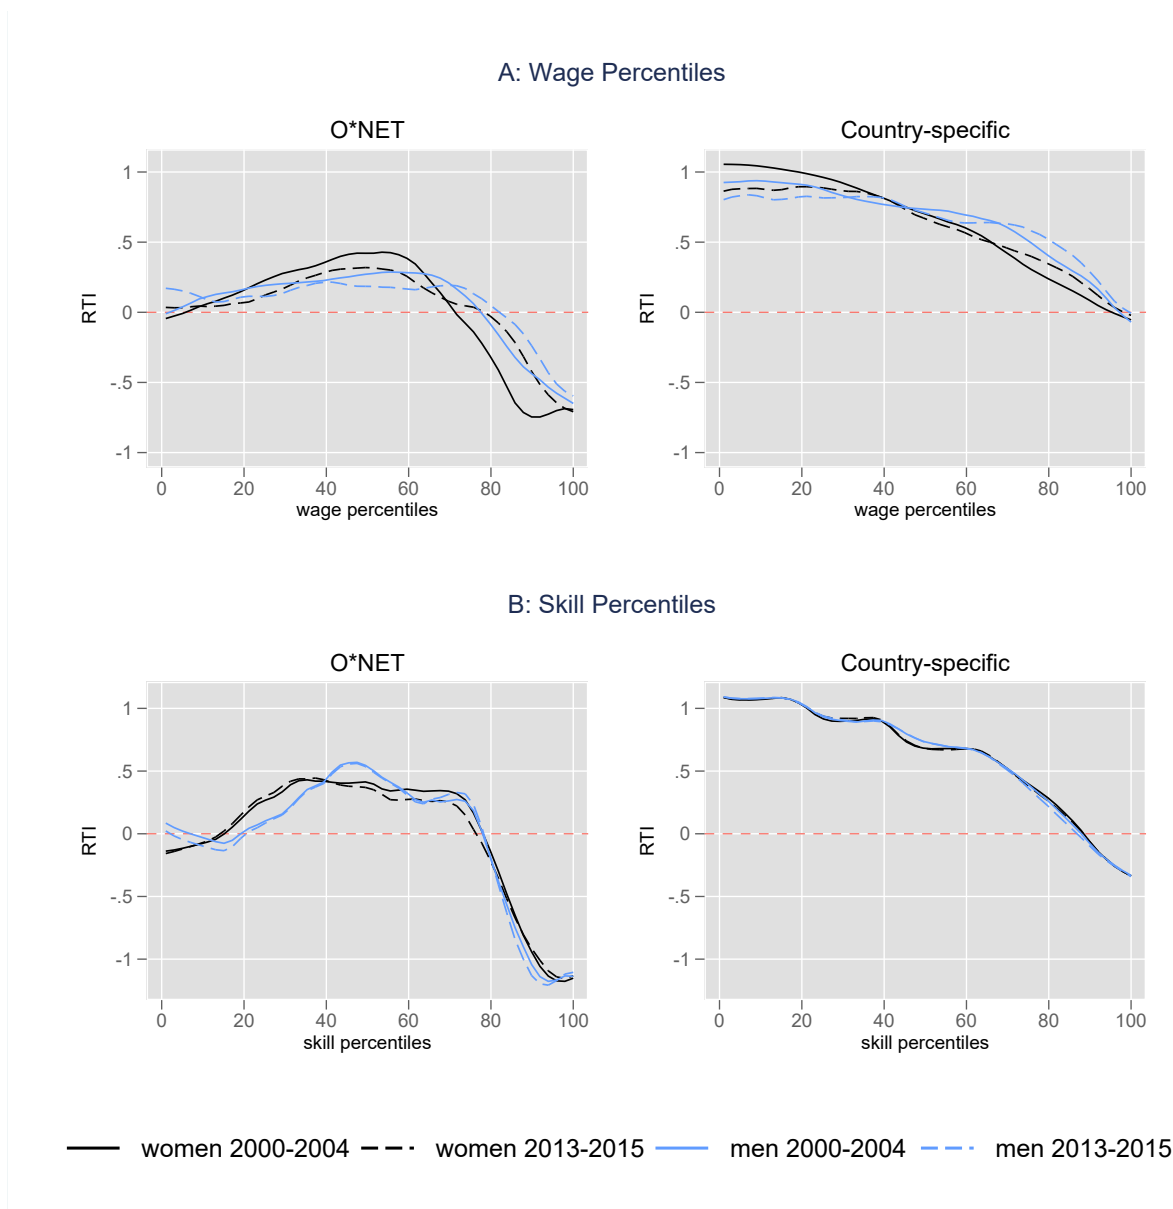 A: Wage Percentiles
O*NET
Country-specific
1
.5
0
-.5
-1
RTI
0 20 40 60 80 100
wage percentiles
1
.5
0
-.5
-1
RTI
0 20 40 60 80 100
wage percentiles
B: Skill Percentiles
O*NET
Country-specific
1
.5
0
-.5
-1
RTI
0 20 40 60 80 100
skill percentiles
1
.5
0
-.5
-1
RTI
0 20 40 60 80 100
skill percentiles
women 2000-2004 women 2013-2015 men 2000-2004 men 2013-2015